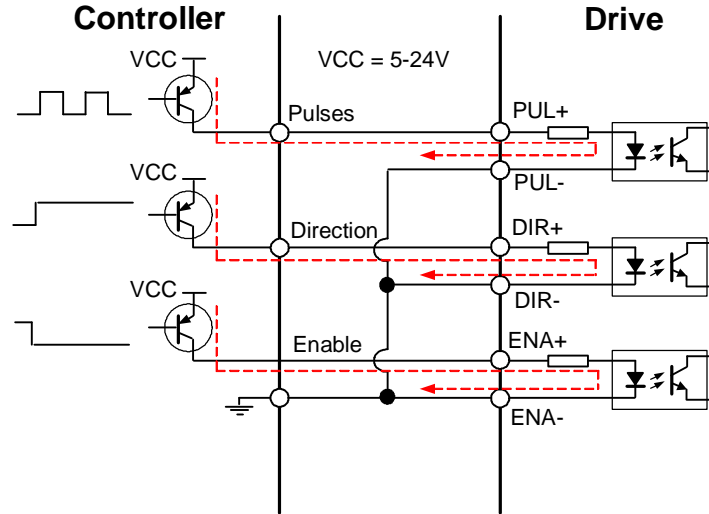 Controller
Drive
VCC
VCC = 5-24V
Pulses
PUL+
PUL-
VCC
Direction
DIR+
DIR-
VCC
Enable
ENA+
ENA-